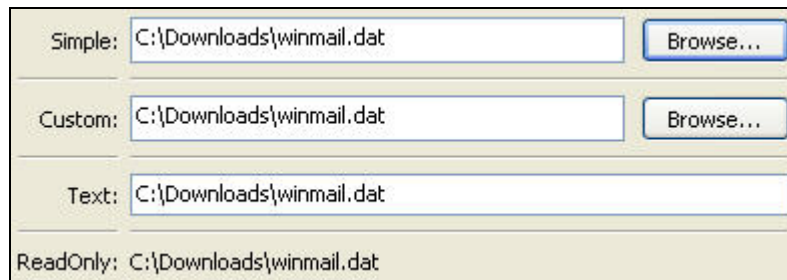 Simple: C:\Downloads\winmail.dat Browse...
Custom: C:\Downloads\winmail.dat Browse...
Text: C:\Downloads\winmail.dat
ReadOnly: C:\Downloads\winmail.dat